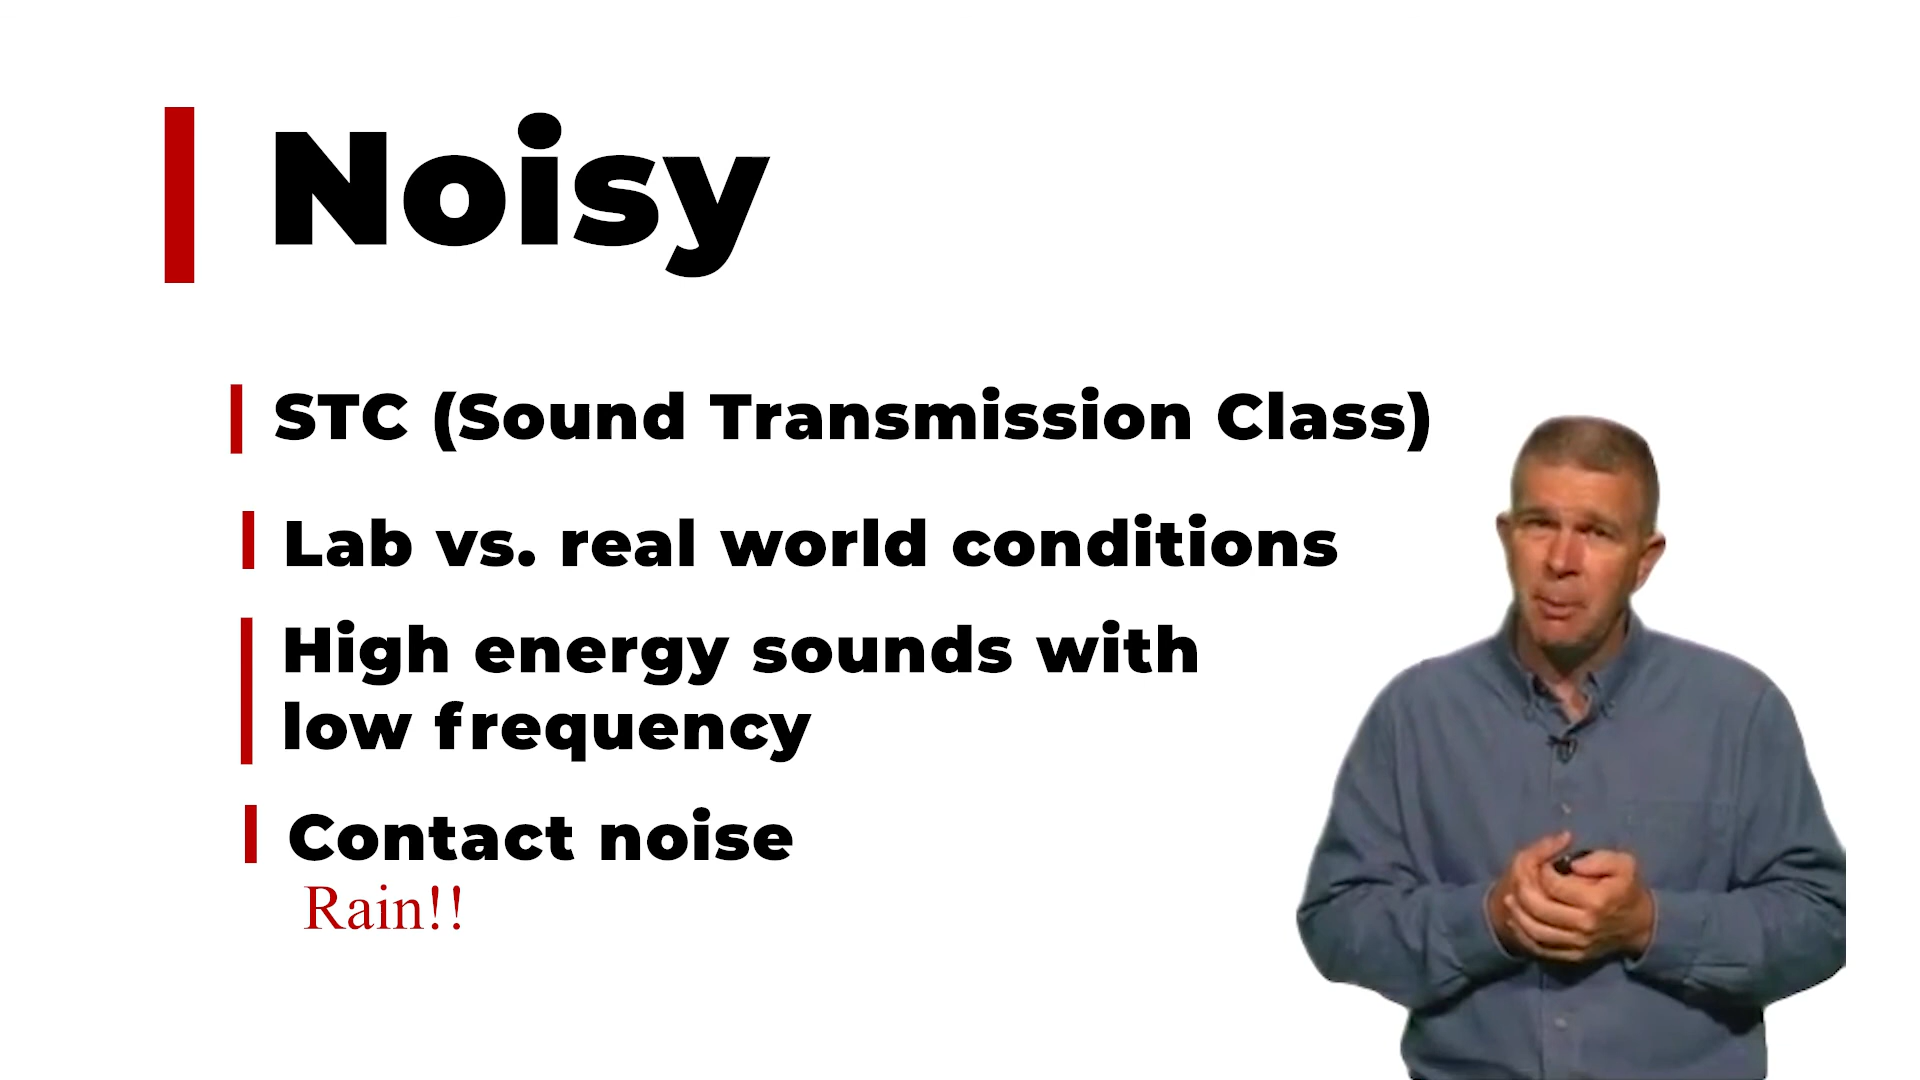 Noisy
STC (Sound Transmission Class)
Lab vs. real world conditions
High energy sounds with
low frequency
Contact noise
Rain!!